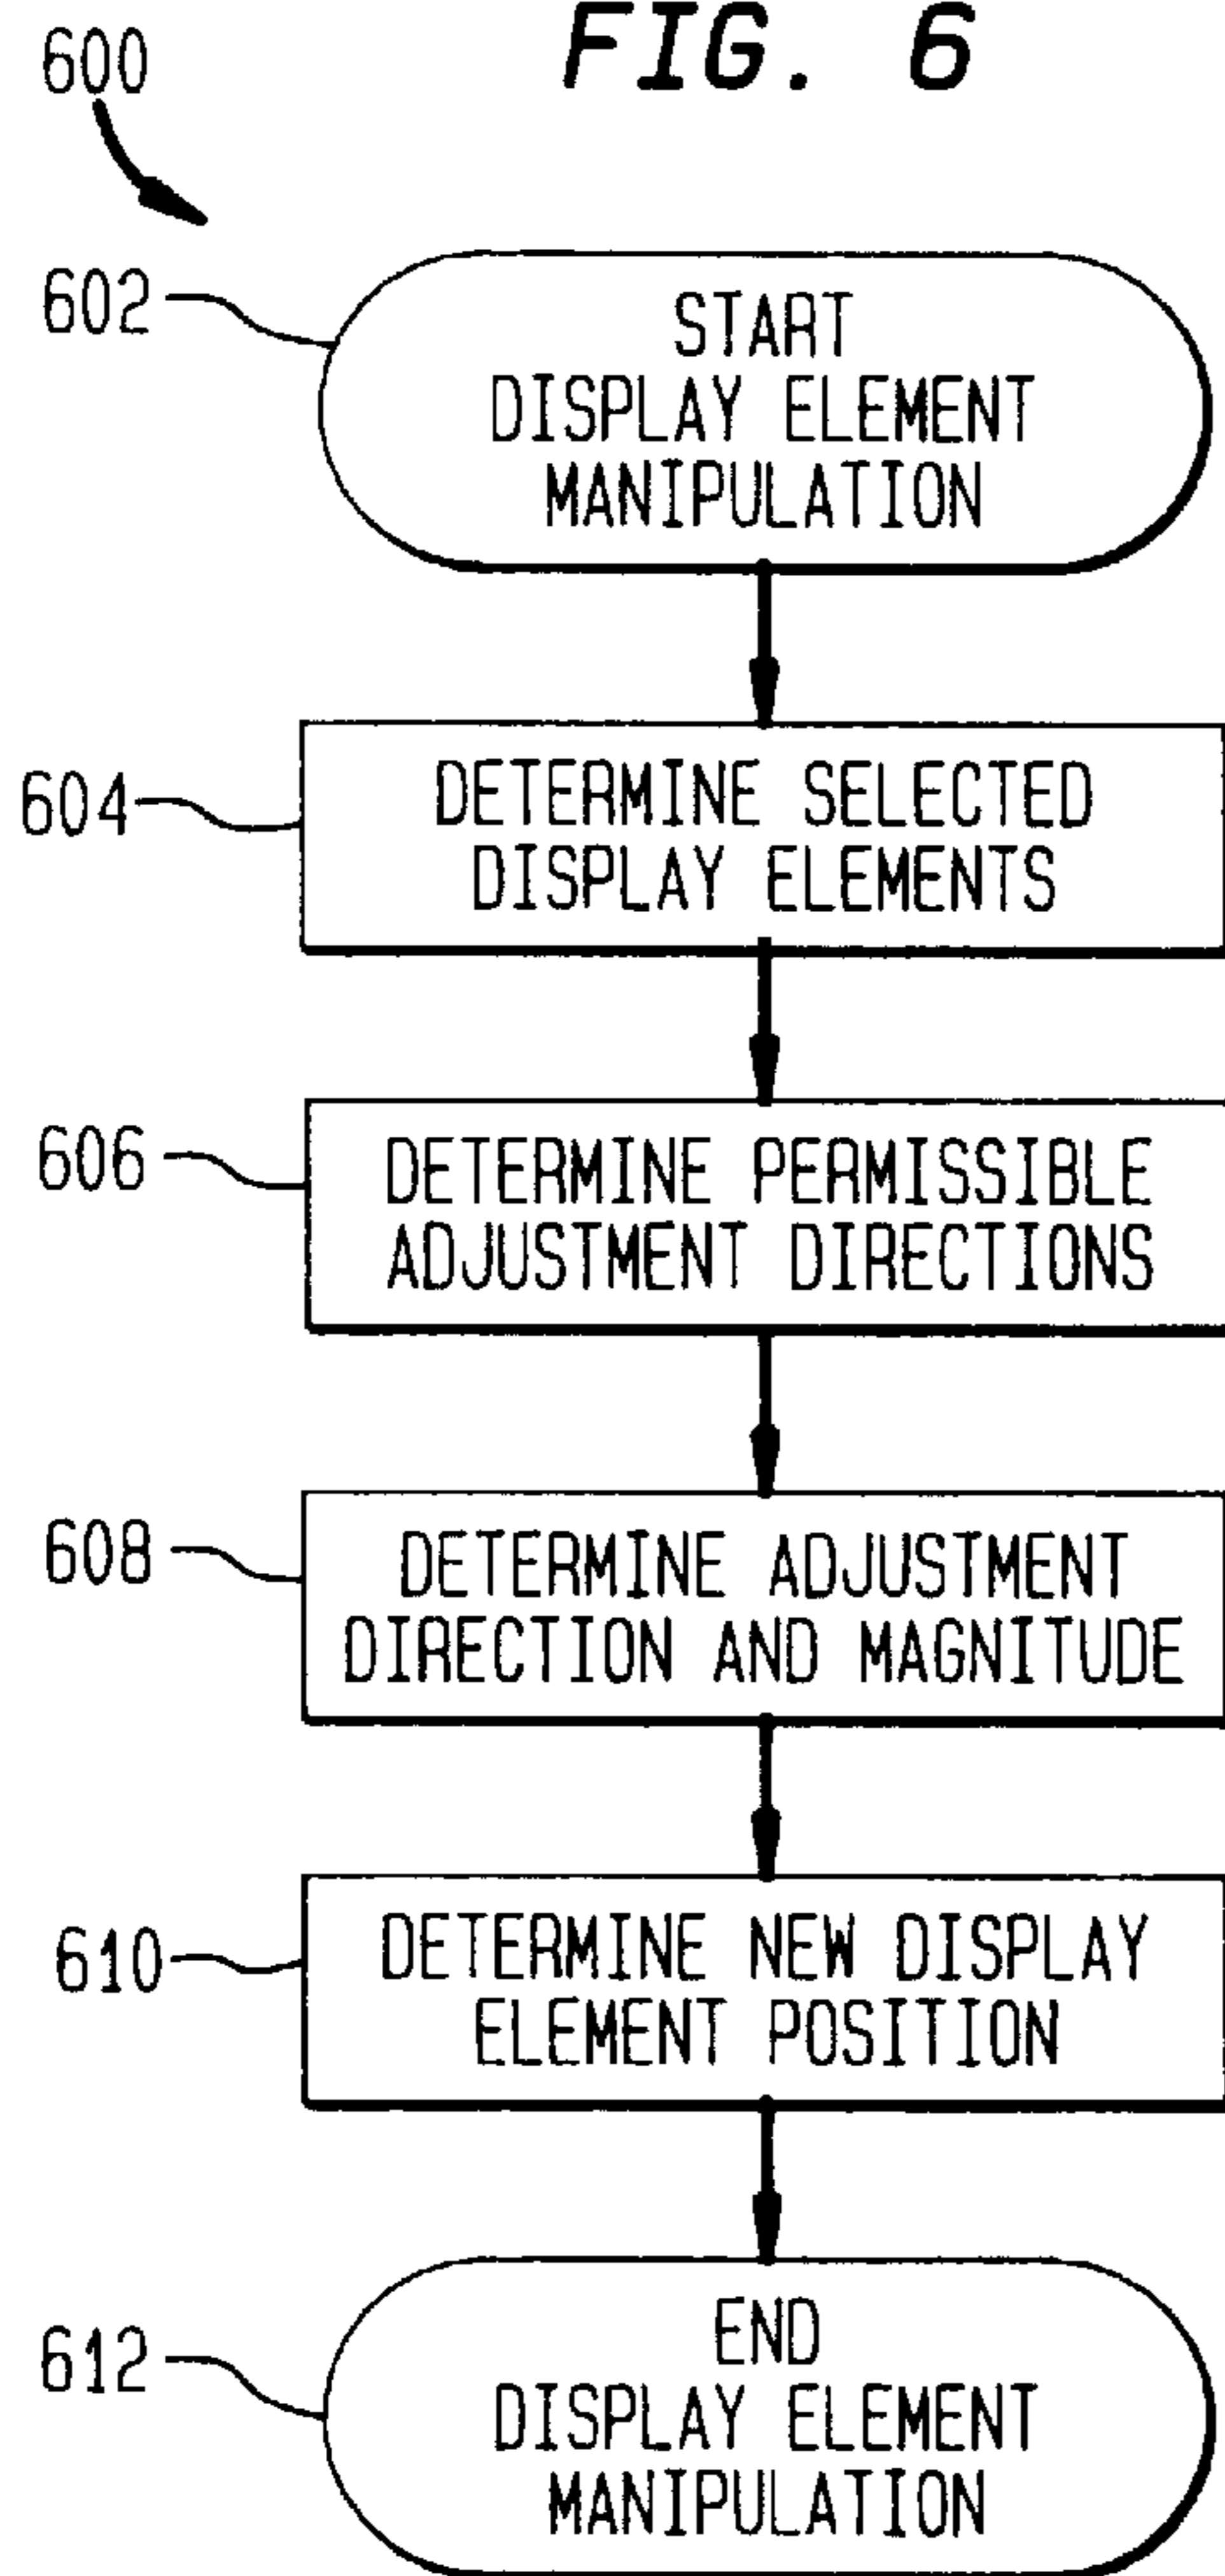 FIG. 6
600
602
START
DISPLAY ELEMENT
MANIPULATION
604
DETERMINE SELECTED
DISPLAY ELEMENTS
606
DETERMINE PERMISSIBLE
ADJUSTMENT DIRECTIONS
608
DETERMINE ADJUSTMENT
DIRECTION AND MAGNITUDE
610
DETERMINE NEW DISPLAY
ELEMENT POSITION
612
END
DISPLAY ELEMENT
MANIPULATION